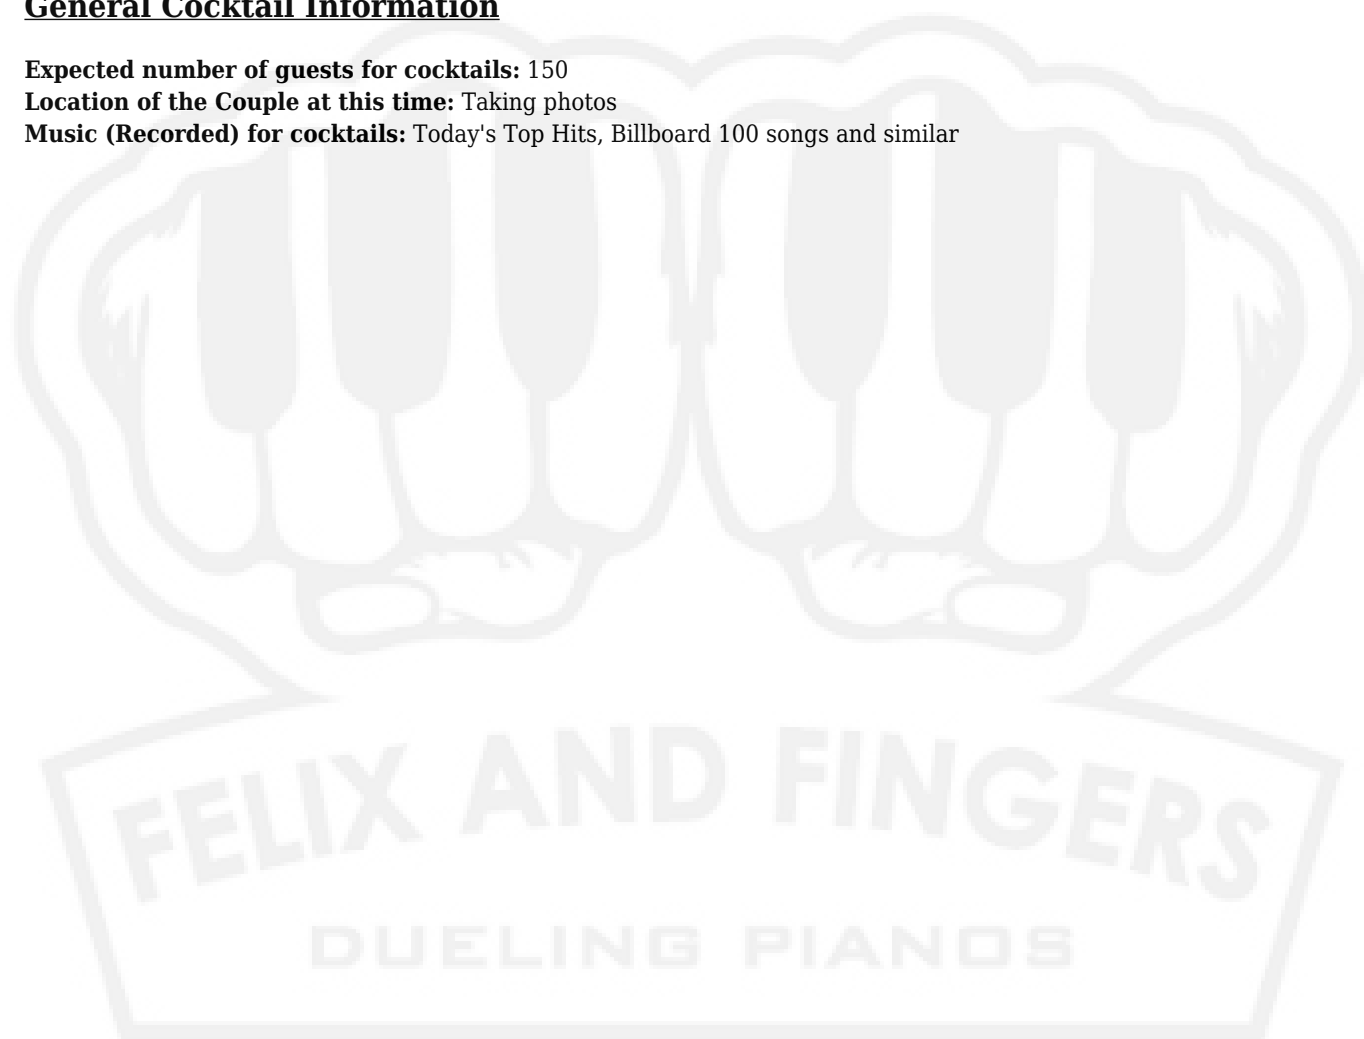 General Cocktail Information
Expected number of guests for cocktails: 150
Location of the Couple at this time: Taking photos
Music (Recorded) for cocktails: Today's Top Hits, Billboard 100 songs and similar
FELIX AND FINGERS
DUELING PIANOS